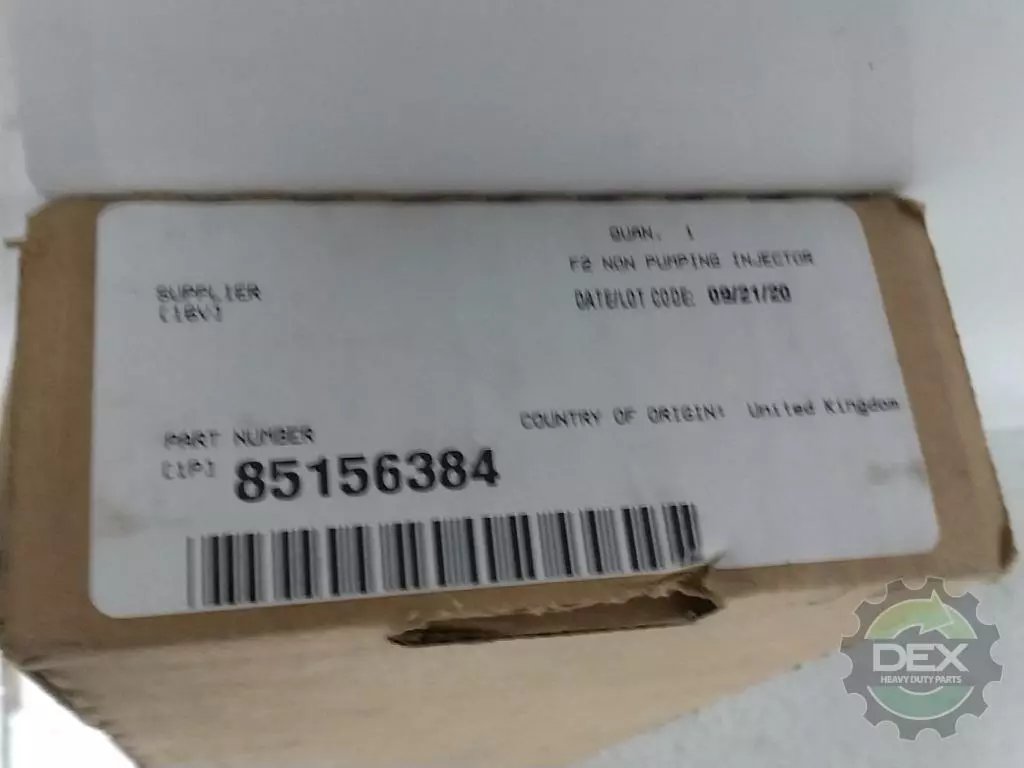 QUAN. 1
F2 NON PUMPING INJECTOR
SUPPLIER
DATE/LOT CODE: 09/21/20
COUNTRY OF ORIGIN: United Kingdom
PART NUMBER
(1P) 85156384
DEX
HEAVY DUTY PARTS